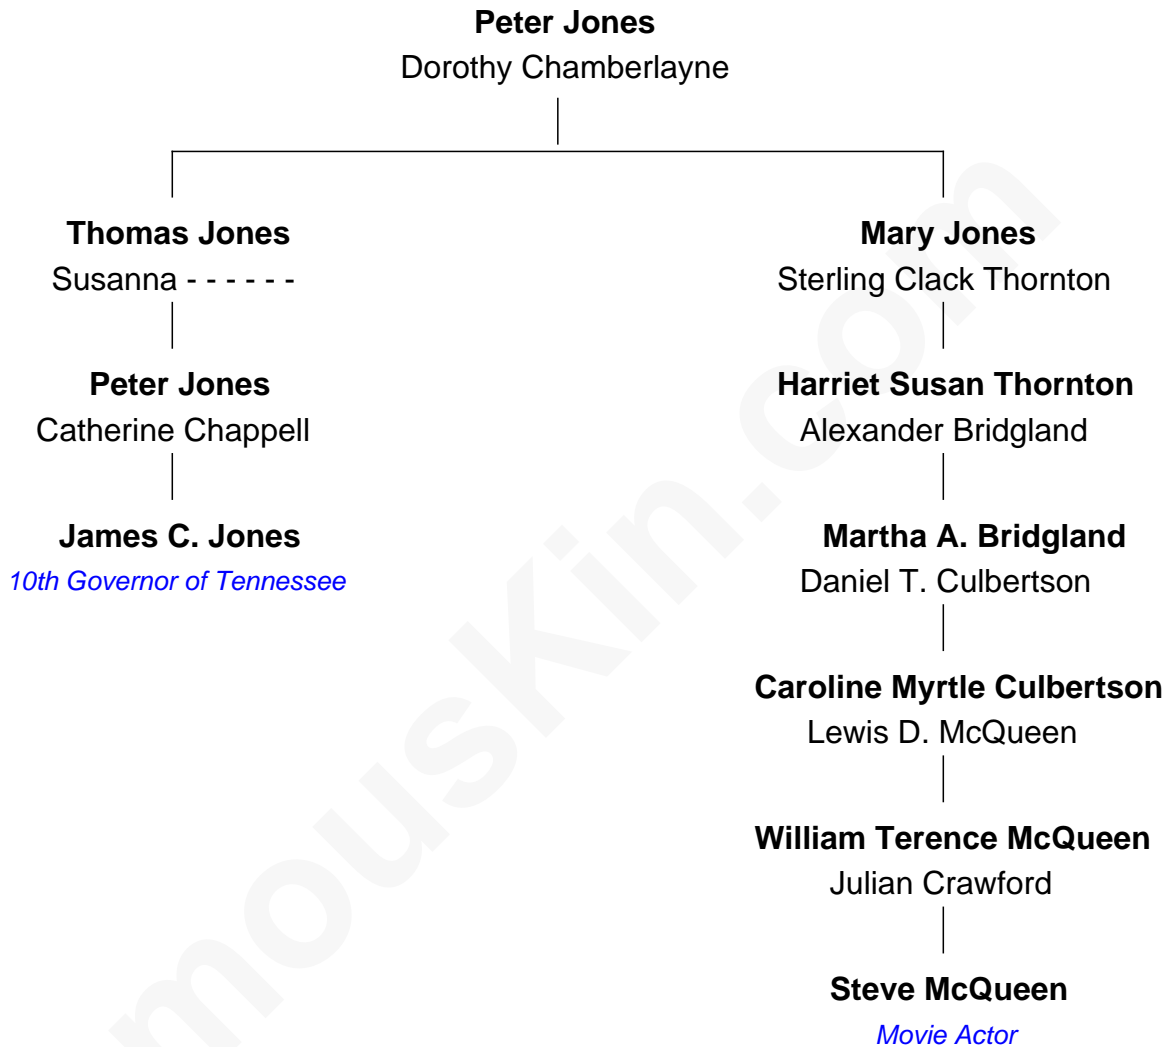 Peter Jones
Dorothy Chamberlayne
Thomas Jones
Susanna - - - - - -
Peter Jones
Catherine Chappell
James C. Jones
10th Governor of Tennessee
Mary Jones
Sterling Clack Thornton
Harriet Susan Thornton
Alexander Bridgland
Martha A. Bridgland
Daniel T. Culbertson
Caroline Myrtle Culbertson
Lewis D. McQueen
William Terence McQueen
Julian Crawford
Steve McQueen
Movie Actor
mousKin.com